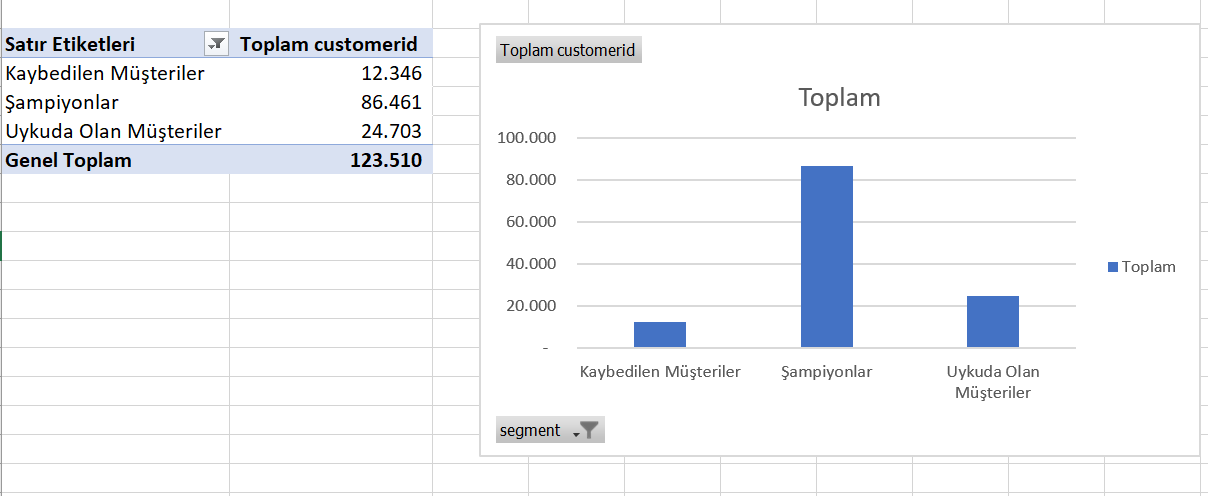 Satır Etiketleri Toplam customerid
Kaybedilen Müşteriler 12.346
Şampiyonlar 86.461
Uykuda Olan Müşteriler 24.703
Genel Toplam 123.510
Toplam customerid
Toplam
100.000
80.000
60.000
40.000
20.000
-
Kaybedilen Müşteriler Şampiyonlar Uykuda Olan
Müşteriler
Toplam
segment